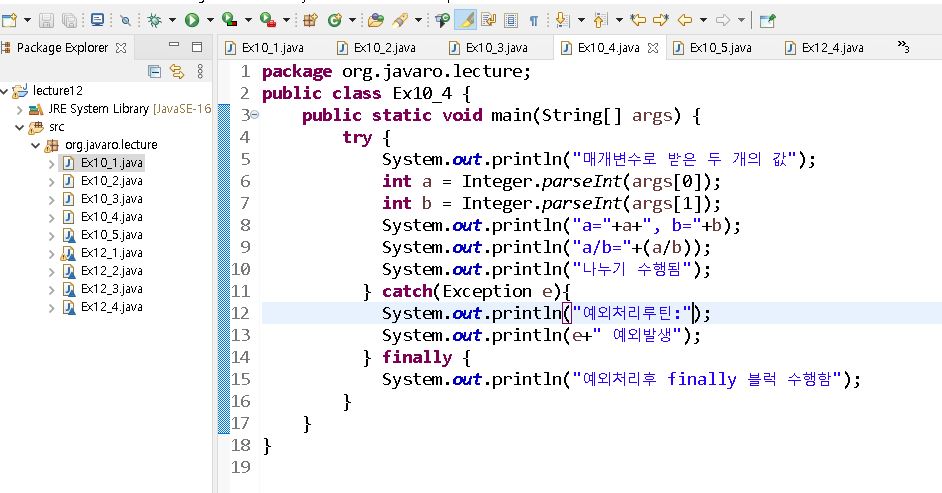 Package Explorer
lecture12
JRE System Library [JavaSE-16
src
org.javaro.lecture
Ex10_1.java
Ex10_2.java
Ex10_3.java
Ex10_4.java
Ex10_5.java
Ex12_1.java
Ex12_2.java
Ex12_3.java
Ex12_4.java
Ex10_1.java Ex10_2.java Ex10_3.java Ex10_4.java Ex10_5.java Ex12_4.java »3
1 package org.javaro.lecture;
2 public class Ex10_4 {
3 public static void main(String[] args) {
4 try {
5 System.out.println("매개변수로 받은 두 개의 값");
6 int a = Integer.parseInt(args[0]);
7 int b = Integer.parseInt(args[1]);
8 System.out.println("a="+a+", b="+b);
9 System.out.println("a/b="+(a/b));
10 System.out.println("나누기 수행됨");
11 } catch(Exception e){
12 System.out.println("예외처리루틴:");
13 System.out.println(e+" 예외발생");
14 } finally {
15 System.out.println("예외처리후 finally 블럭 수행함");
16 }
17 }
18 }
19